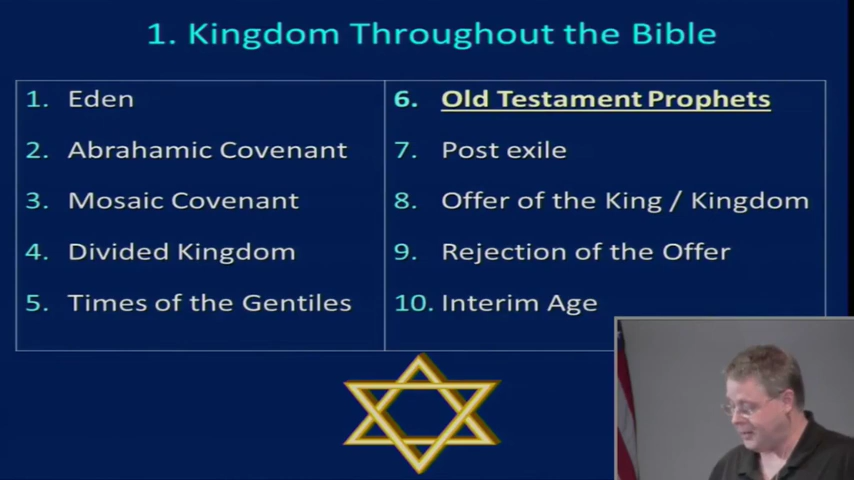 1. Kingdom Throughout the Bible
1. Eden
2. Abrahamic Covenant
3. Mosaic Covenant
4. Divided Kingdom
5. Times of the Gentiles
6. Old Testament Prophets
7. Post exile
8. Offer of the King / Kingdom
9. Rejection of the Offer
10. Interim Age